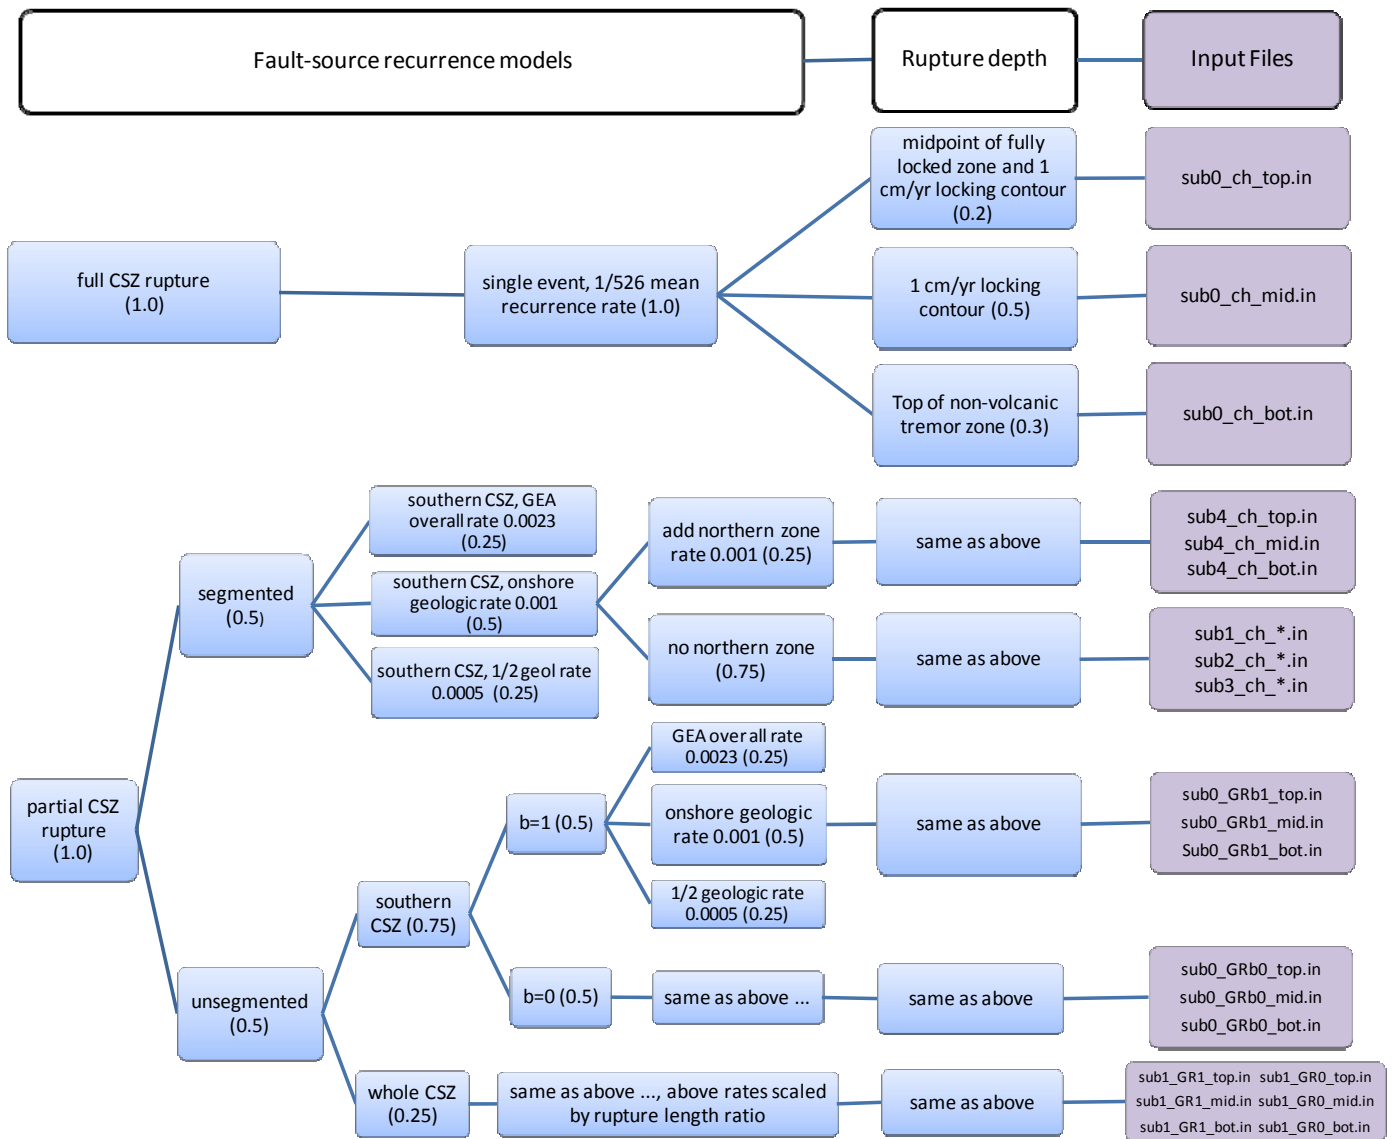 Fault-source recurrence models
Rupture depth
Input Files
midpoint of fully
locked zone and 1
cm/yr locking contour
(0.2)
sub0_ch_top.in
full CSZ rupture
(1.0)
single event, 1/526 mean
recurrence rate (1.0)
1 cm/yr locking
contour (0.5)
sub0_ch_mid.in
Top of non-volcanic
tremor zone (0.3)
sub0_ch_bot.in
partial CSZ
rupture
(1.0)
segmented
(0.5)
southern CSZ, GEA
overall rate 0.0023
(0.25)
southern CSZ, onshore
geologic rate 0.001
(0.5)
southern CSZ, 1/2 geol rate
0.0005 (0.25)
add northern zone
rate 0.001 (0.25)
same as above
sub4_ch_top.in
sub4_ch_mid.in
sub4_ch_bot.in
no northern zone
(0.75)
same as above
sub1_ch_*.in
sub2_ch_*.in
sub3_ch_*.in
unsegmented
(0.5)
southern
CSZ (0.75)
b=1 (0.5)
GEA over all rate
0.0023 (0.25)
onshore geologic
rate 0.001 (0.5)
1/2 geologic rate
0.0005 (0.25)
same as above
sub0_GRb1_top.in
sub0_GRb1_mid.in
Sub0_GRb1_bot.in
b=0 (0.5)
same as above ...
same as above
sub0_GRb0_top.in
sub0_GRb0_mid.in
sub0_GRb0_bot.in
whole CSZ
(0.25)
same as above ..., above rates scaled
by rupture length ratio
same as above
sub1_GR1_top.in sub1_GR0_top.in
sub1_GR1_mid.in sub1_GR0_mid.in
sub1_GR1_bot.in sub1_GR0_bot.in